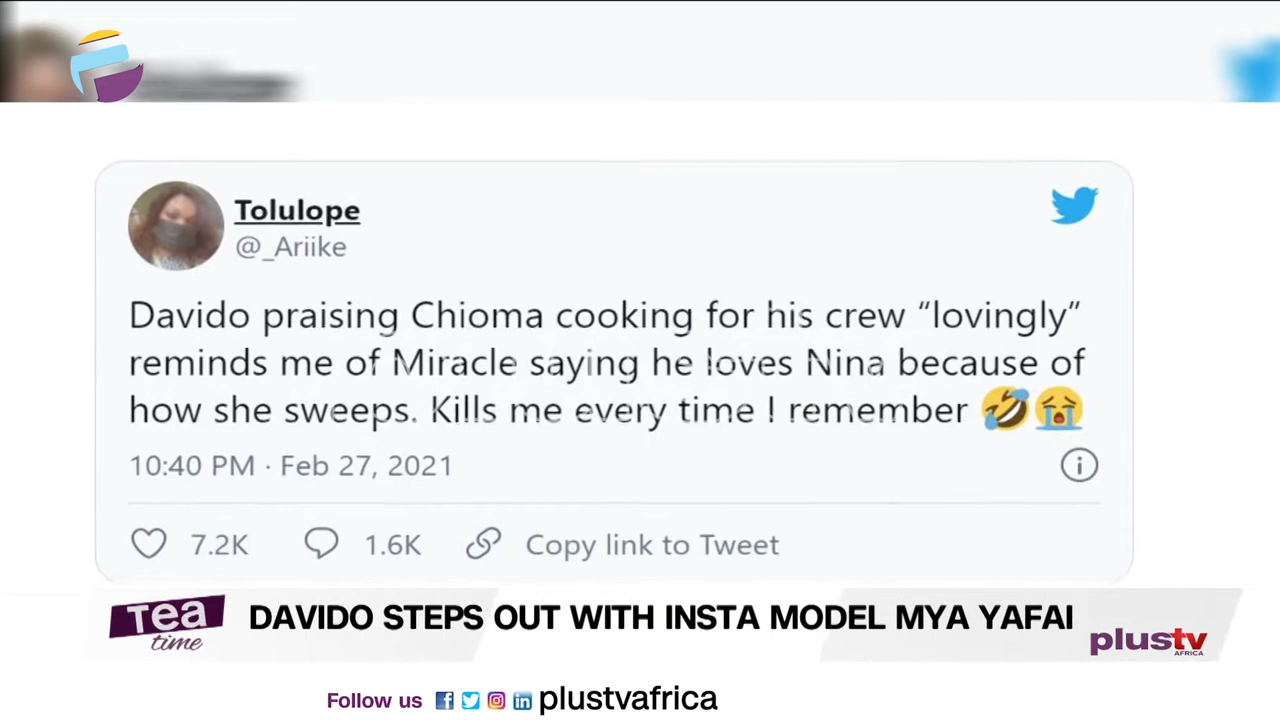 Tolulope
@_Ariike
Davido praising Chioma cooking for his crew “lovingly”
reminds me of Miracle saying he loves Nina because of
how she sweeps. Kills me every time I remember 🤣😭
10:40 PM · Feb 27, 2021
7.2K 1.6K Copy link to Tweet
Tea
time
DAVIDO STEPS OUT WITH INSTA MODEL MYA YAFAI
plustv
AFRICA
Follow us plustvafrica